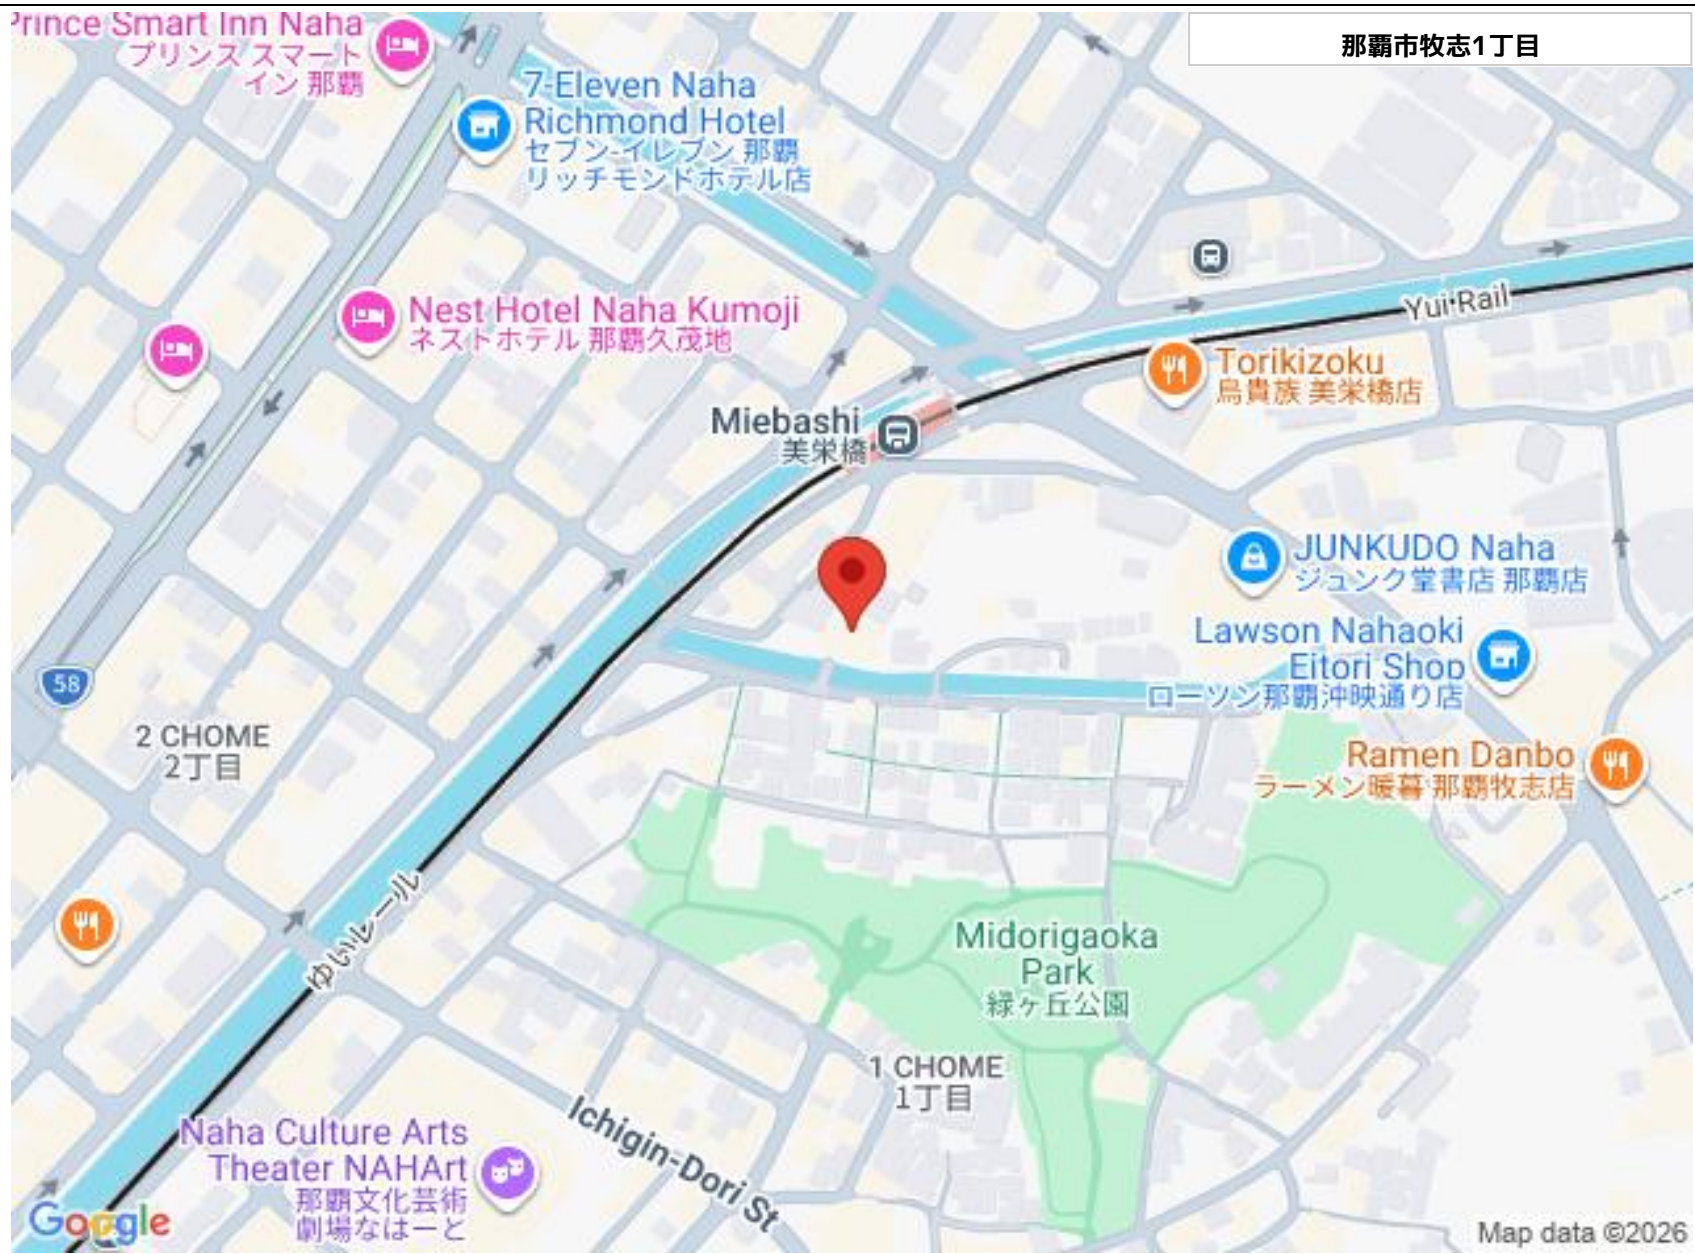 Prince Smart Inn Naha
プリンス スマート
イン 那覇
那覇市牧志1丁目
7-Eleven Naha
Richmond Hotel
セブン-イレブン 那覇
リッチモンドホテル店
Nest Hotel Naha Kumoji
ネストホテル 那覇久茂地
Yui Rail
Torikizoku
鳥貴族 美栄橋店
Miebashi
美栄橋
JUNKUDO Naha
ジュンク堂書店 那覇店
Lawson Nahaoki
Eitori Shop
ローソン那覇沖映通り店
58
2 CHOME
2丁目
Ramen Danbo
ラーメン暖暮 那覇牧志店
ゆいレール
Midorigaoka
Park
緑ヶ丘公園
1 CHOME
1丁目
Ichigin-Dori St
Naha Culture Arts
Theater NAHArt
那覇文化芸術
劇場なはーと
Google
Map data ©2026